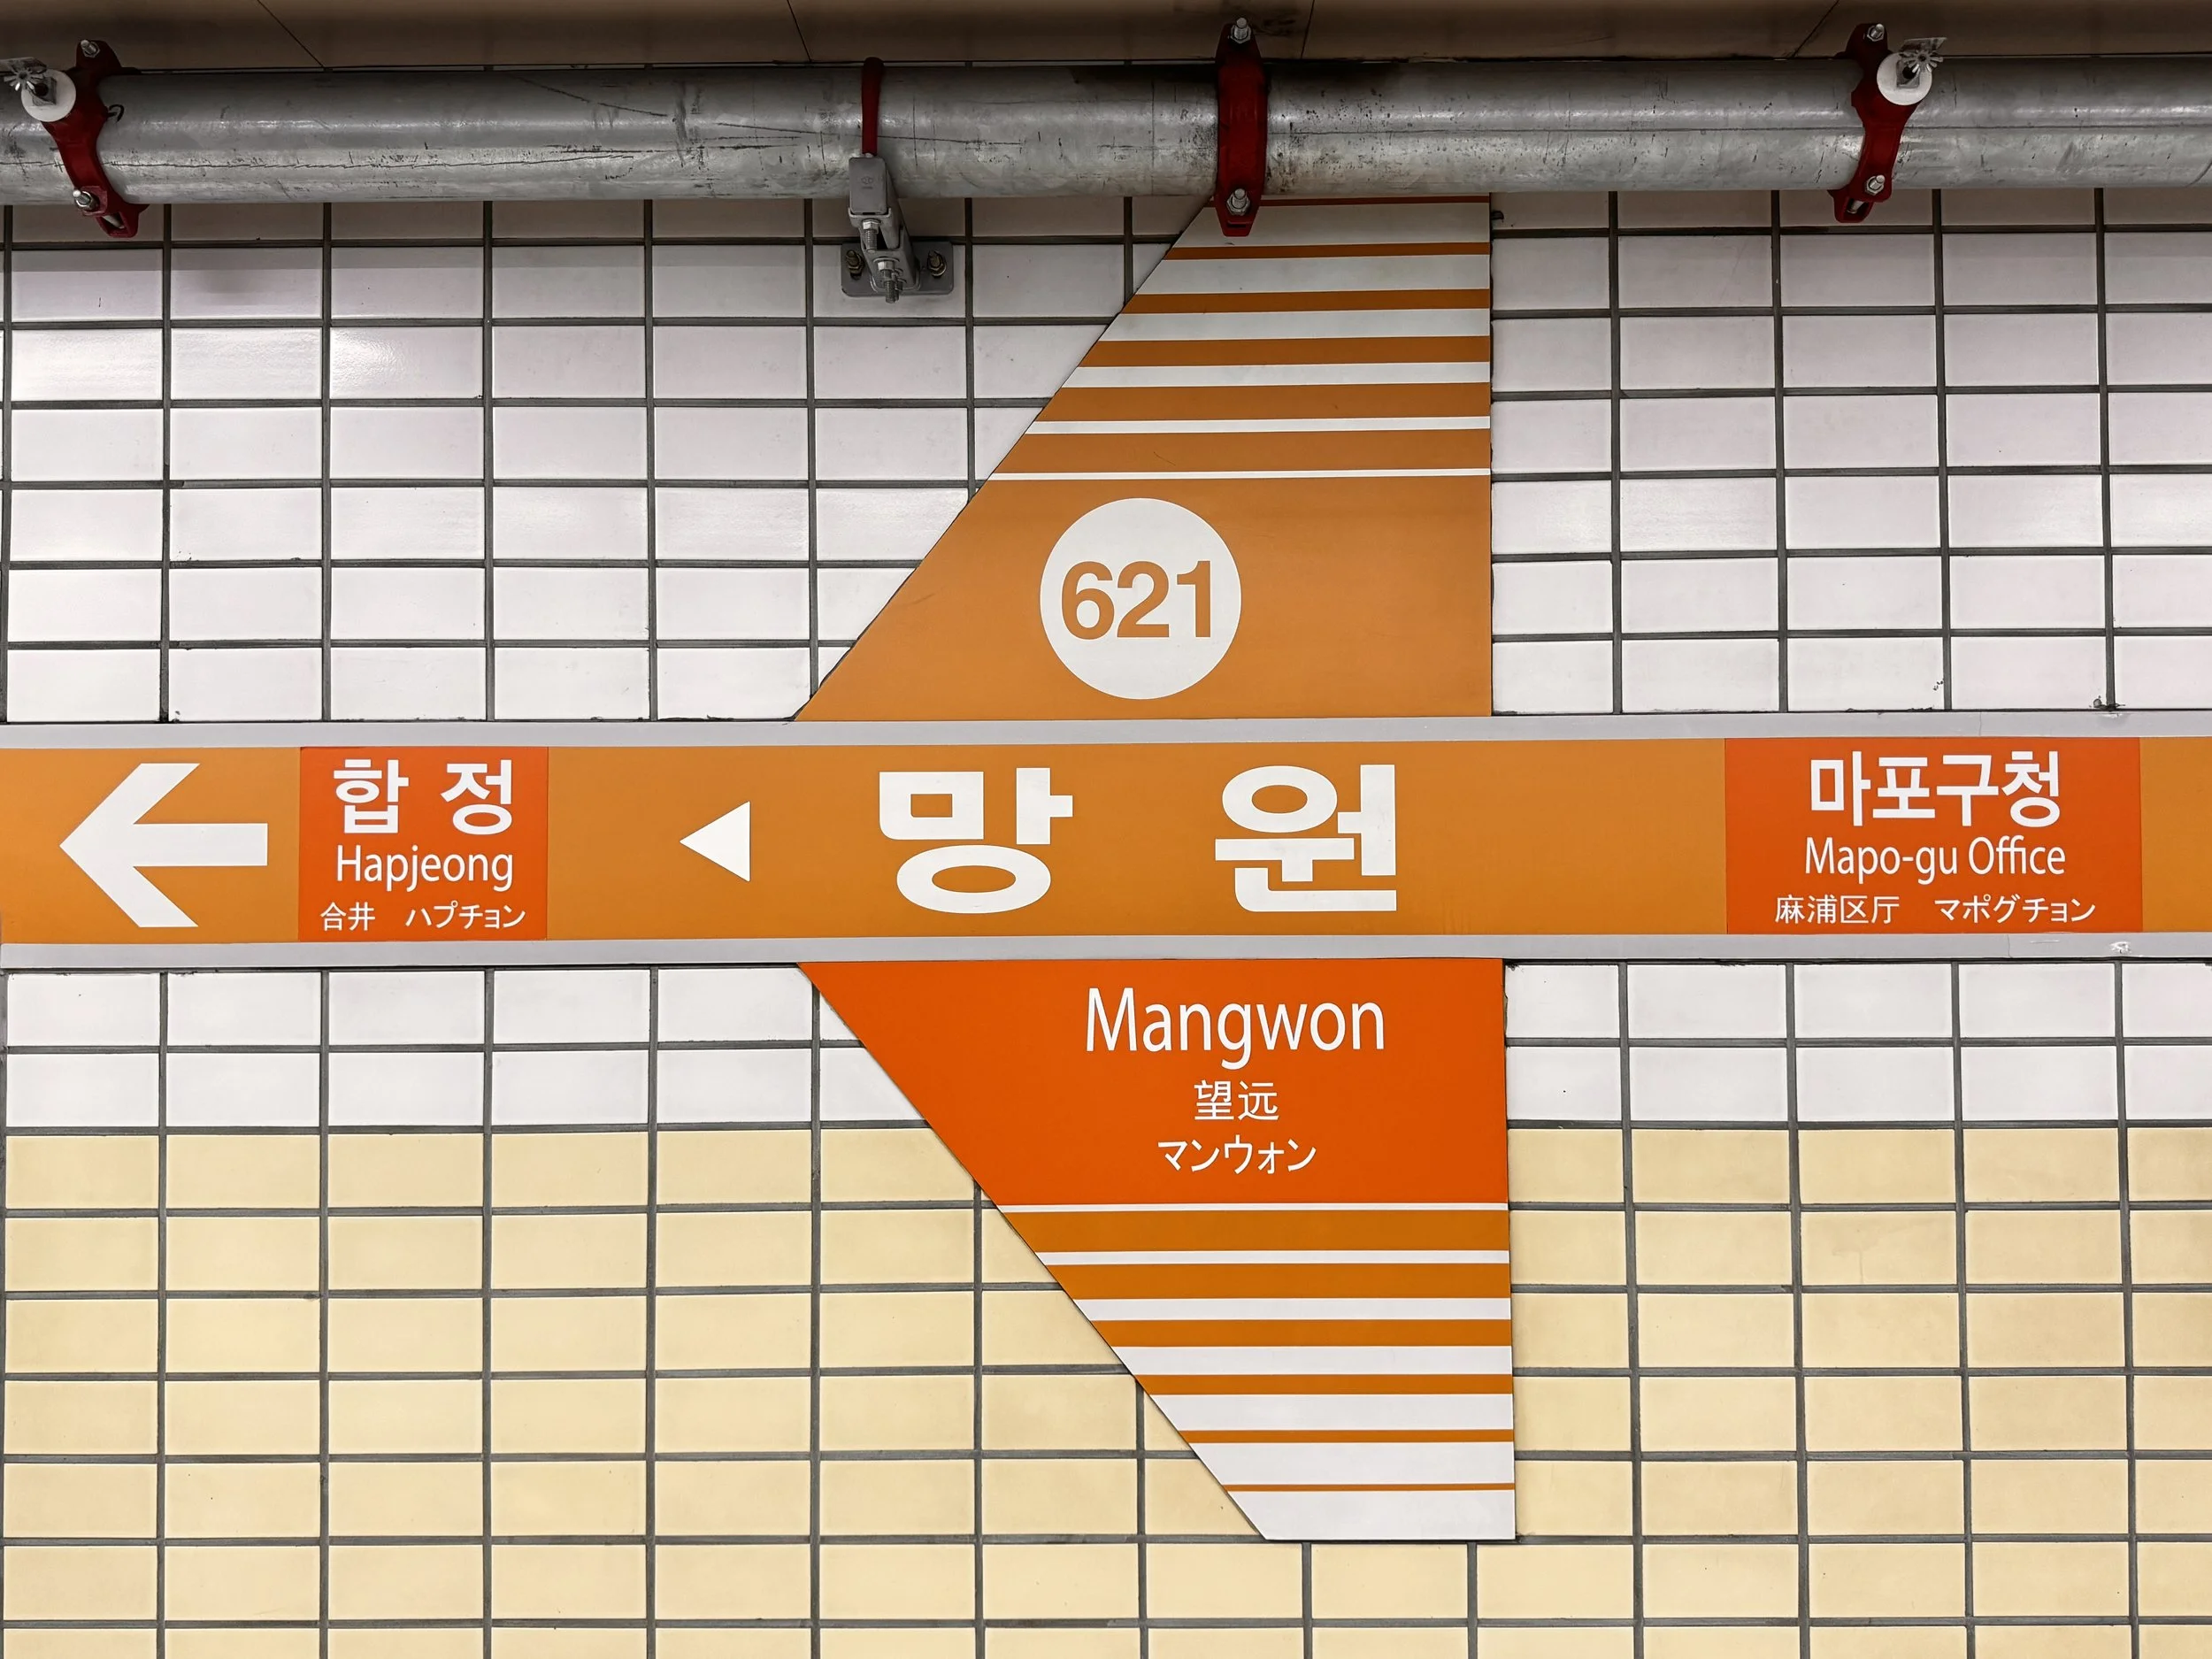 621
합 정
Hapjeong
合井 ハプチョン
망 원
마포구청
Mapo-gu Office
麻浦区厅 マポグチョン
Mangwon
望远
マンウォン